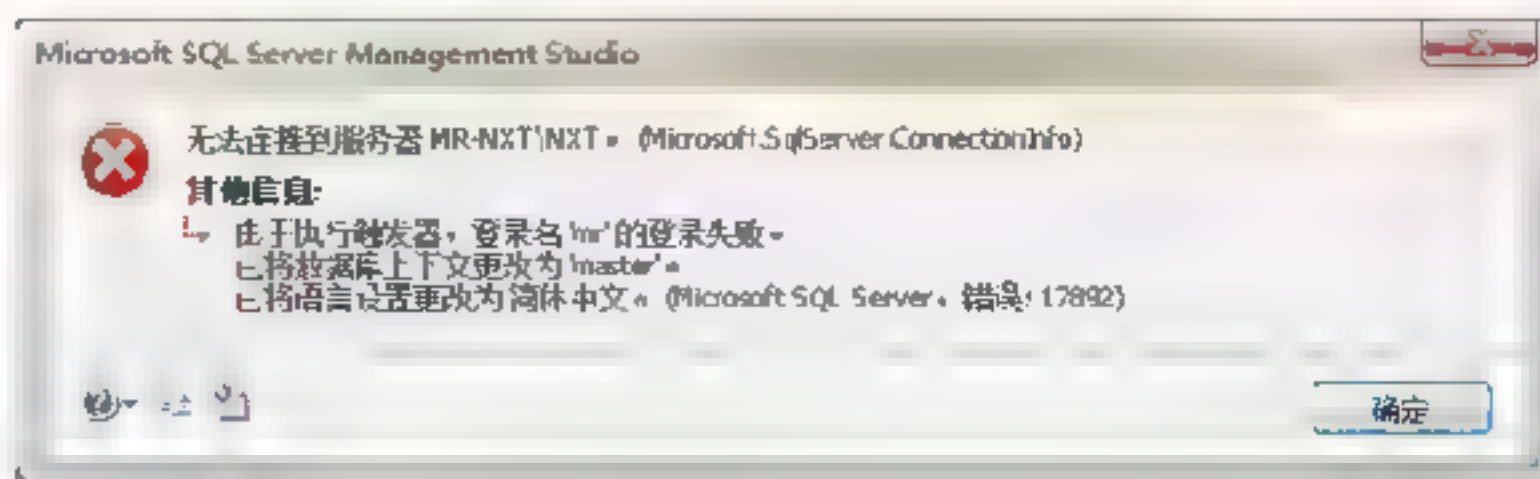 Microsoft SQL Server Management Studio
无法连接到服务器 MR-NXT\NXT。 (Microsoft.SqlServer.ConnectionInfo)
其他信息:
由于执行触发器，登录名 'mr' 的登录失败。
已将数据库上下文更改为 'master'。
已将语言设置更改为 简体中文。 (Microsoft SQL Server，错误: 17892)
确定